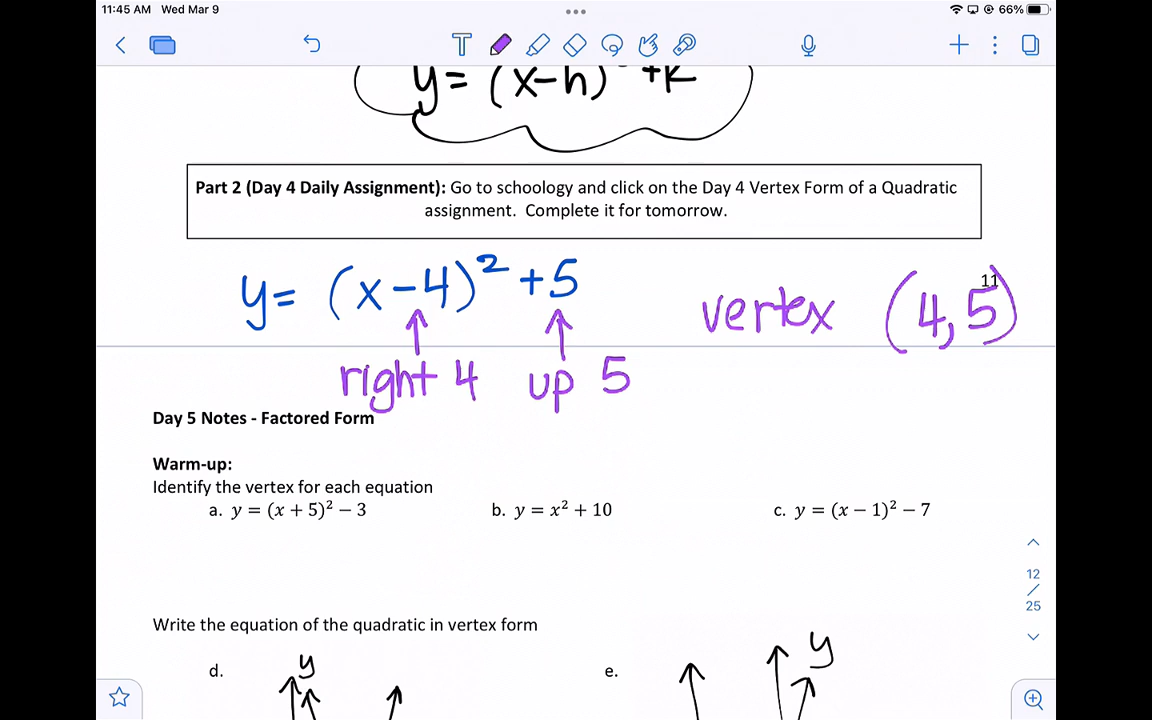 11:45 AM Wed Mar 9
66%
T
y = (x-h) +k
Part 2 (Day 4 Daily Assignment): Go to schoology and click on the Day 4 Vertex Form of a Quadratic
assignment. Complete it for tomorrow.
11
y = (x-4)² +5
vertex (4,5)
right 4 up 5
Day 5 Notes - Factored Form
Warm-up:
Identify the vertex for each equation
a. y = (x + 5)² − 3 b. y = x² + 10 c. y = (x − 1)² − 7
12
/
25
Write the equation of the quadratic in vertex form
d. y e. y